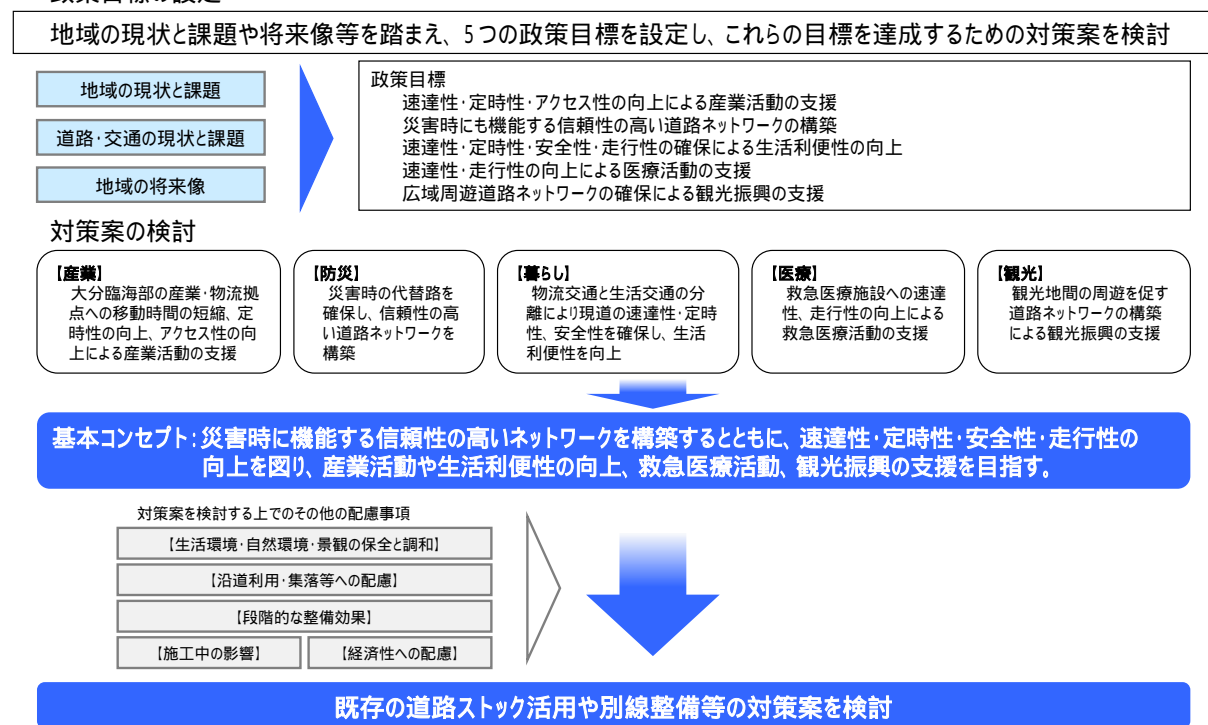 地域の現状と課題や将来像等を踏まえ、5つの政策目標を設定し、これらの目標を達成するための対策案を検討
地域の現状と課題
道路・交通の現状と課題
地域の将来像
政策目標
速達性・定時性・アクセス性の向上による産業活動の支援
災害時にも機能する信頼性の高い道路ネットワークの構築
速達性・定時性・安全性・走行性の確保による生活利便性の向上
速達性・走行性の向上による医療活動の支援
広域周遊道路ネットワークの確保による観光振興の支援
対策案の検討
【産業】
大分臨海部の産業・物流拠
点への移動時間の短縮、定
時性の向上、アクセス性の向
上による産業活動の支援
【防災】
災害時の代替路を
確保し、信頼性の高
い道路ネットワークを
構築
【暮らし】
物流交通と生活交通の分
離により現道の速達性・定時
性、安全性を確保し、生活
利便性を向上
【医療】
救急医療施設への速達
性、走行性の向上による
救急医療活動の支援
【観光】
観光地間の周遊を促す
道路ネットワークの構築
による観光振興の支援
基本コンセプト:災害時に機能する信頼性の高いネットワークを構築するとともに、速達性・定時性・安全性・走行性の
向上を図り、産業活動や生活利便性の向上、救急医療活動、観光振興の支援を目指す。
対策案を検討する上でのその他の配慮事項
【生活環境・自然環境・景観の保全と調和】
【沿道利用・集落等への配慮】
【段階的な整備効果】
【施工中の影響】
【経済性への配慮】
既存の道路ストック活用や別線整備等の対策案を検討